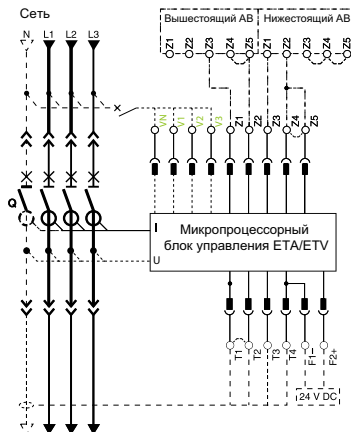 Сеть
Вышестоящий АВ
Нижестоящий АВ
N L1 L2 L3
Z1 Z2 Z3 Z4 Z5 Z1 Z2 Z3 Z4 Z5
VN V1 V2 V3 Z1 Z2 Z3 Z4 Z5
Q
I
U
Микропроцессорный
блок управления ETA/ETV
T1 T2 T3 T4 F1− F2+
24 V DC